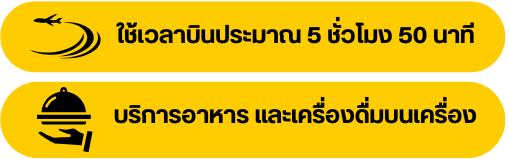 ใช้เวลาบินประมาณ 5 ชั่วโมง 50 นาที
บริการอาหาร และเครื่องดื่มบนเครื่อง